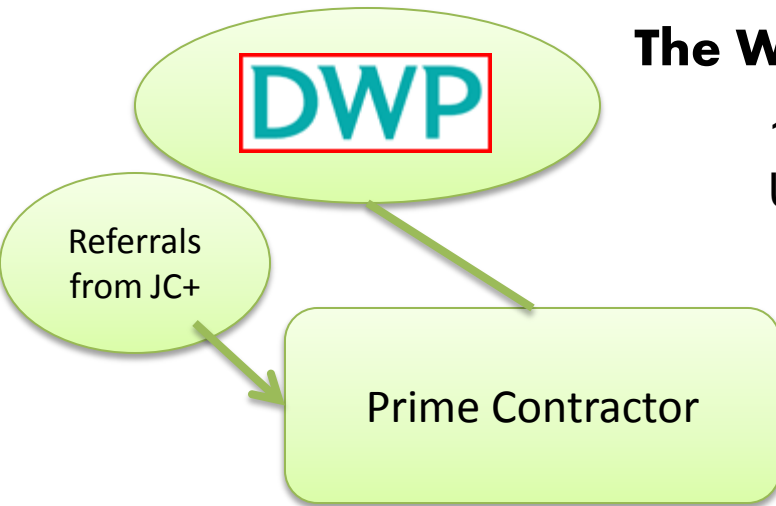 DWP
The
Referrals
from JC+
Prime Contractor